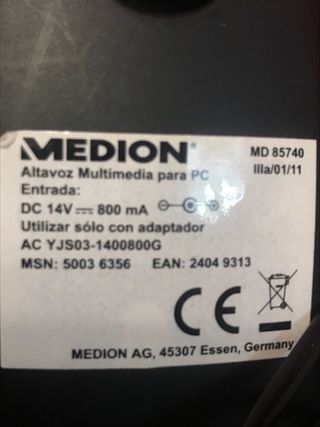 MEDION
MD 85740
Altavoz Multimedia para PC
IIIa/01/11
Entrada:
DC 14V 800 mA
Utilizar sólo con adaptador
AC YJS03-1400800G
MSN: 5003 6356 EAN: 2404 9313
CE
MEDION AG, 45307 Essen, Germany